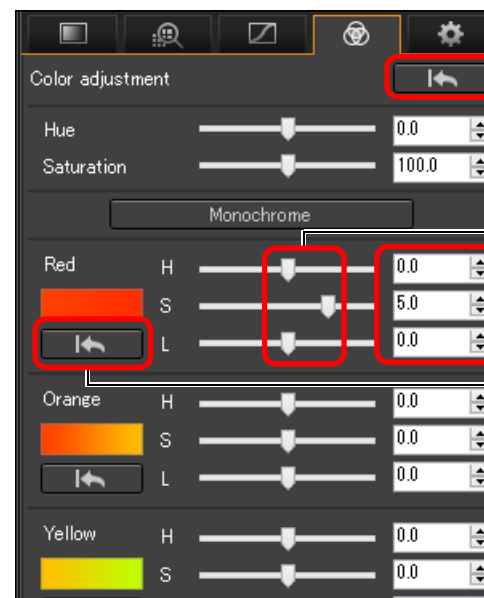 Color adjustment
Hue 0.0
Saturation 100.0
Monochrome
Red H 0.0
S 5.0
L 0.0
Orange H 0.0
S 0.0
L 0.0
Yellow H 0.0
S 0.0